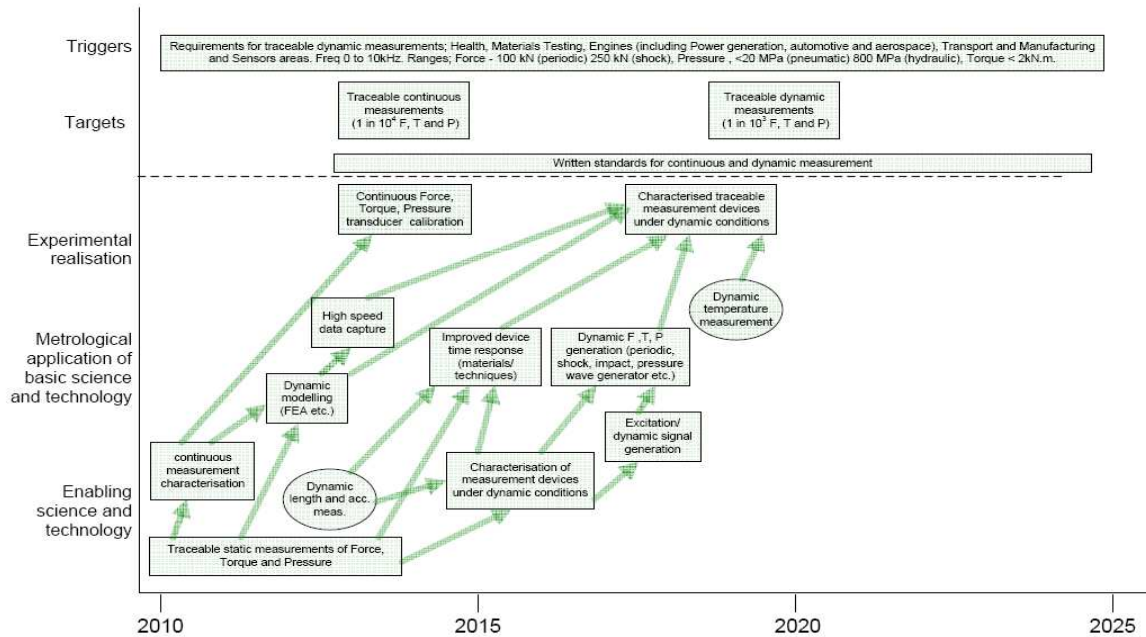 Triggers
Requirements for traceable dynamic measurements; Health, Materials Testing, Engines (including Power generation, automotive and aerospace), Transport and Manufacturing
and Sensors areas. Freq 0 to 10kHz. Ranges; Force - 100 kN (periodic) 250 kN (shock), Pressure , <20 MPa (pneumatic) 800 MPa (hydraulic), Torque < 2kN.m.
Targets
Traceable continuous
measurements
(1 in 10⁴ F, T and P)
Traceable dynamic
measurements
(1 in 10³ F, T and P)
Written standards for continuous and dynamic measurement
Experimental
realisation
Continuous Force,
Torque, Pressure
transducer calibration
Characterised traceable
measurement devices
under dynamic conditions
Dynamic
temperature
measurement
Metrological
application of
basic science
and technology
High speed
data capture
Improved device
time response
(materials/
techniques)
Dynamic F ,T, P
generation (periodic,
shock, impact, pressure
wave generator etc.)
Dynamic
modelling
(FEA etc.)
Excitation/
dynamic signal
generation
Enabling
science and
technology
continuous
measurement
characterisation
Dynamic
length and acc.
meas.
Characterisation of
measurement devices
under dynamic conditions
Traceable static measurements of Force,
Torque and Pressure
2010
2015
2020
2025